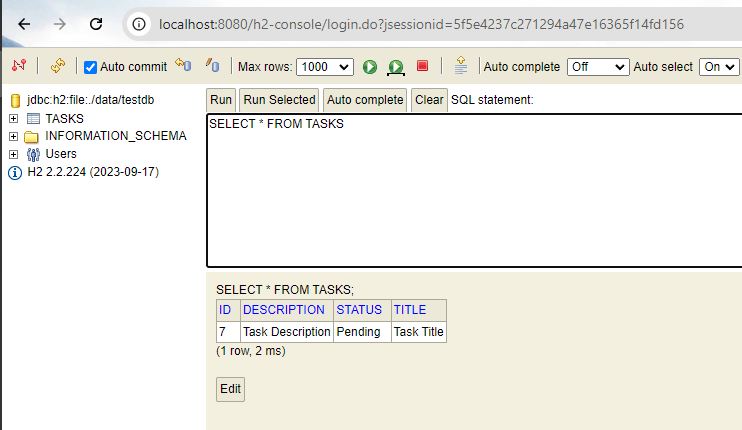 localhost:8080/h2-console/login.do?jsessionid=5f5e4237c271294a47e16365f14fd156
Auto commit Max rows: 1000 Auto complete Off Auto select On
jdbc:h2:file:./data/testdb
TASKS
INFORMATION_SCHEMA
Users
H2 2.2.224 (2023-09-17)
Run Run Selected Auto complete Clear SQL statement:
SELECT * FROM TASKS
SELECT * FROM TASKS;
ID DESCRIPTION STATUS TITLE
7 Task Description Pending Task Title
(1 row, 2 ms)
Edit